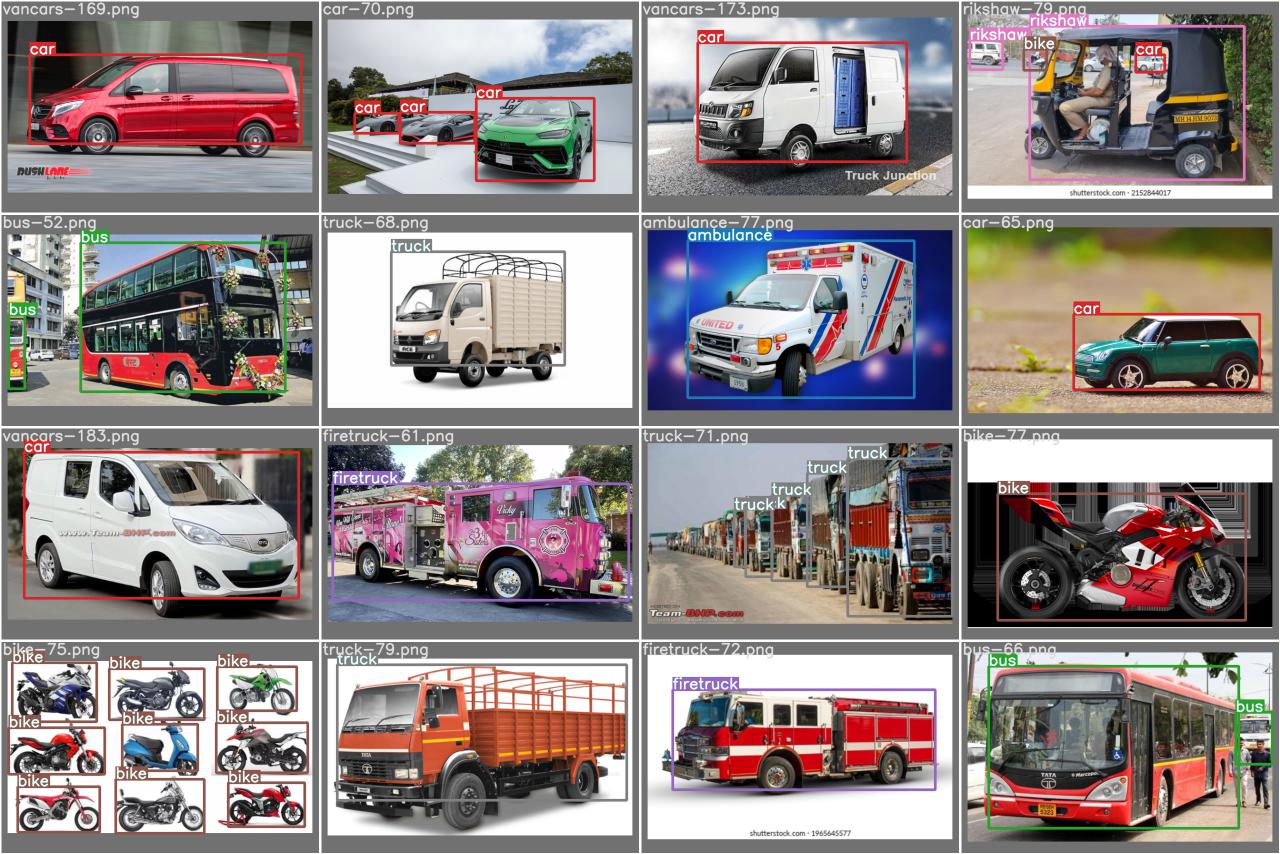 vancars-169.png
car
RUSHLANE
car-70.png
car
car
car
vancars-173.png
car
Truck Junction
rikshaw-79.png
rikshaw
rikshaw
bike
car
shutterstock.com · 2152844017
bus-52.png
bus
bus
truck-68.png
truck
ACE
ambulance-77.png
ambulance
UNITED
car-65.png
car
vancars-183.png
car
www.Team-BHP.com
firetruck-61.png
firetruck
Vicky
truck-71.png
truck
truck
truck
Team-BHP.com
bike-77.png
bike
bike-75.png
bike
bike
bike
bike
bike
bike
bike
bike
truck-79.png
truck
TATA
firetruck-72.png
firetruck
shutterstock.com · 1965645577
bus-66.png
bus
bus
TATA